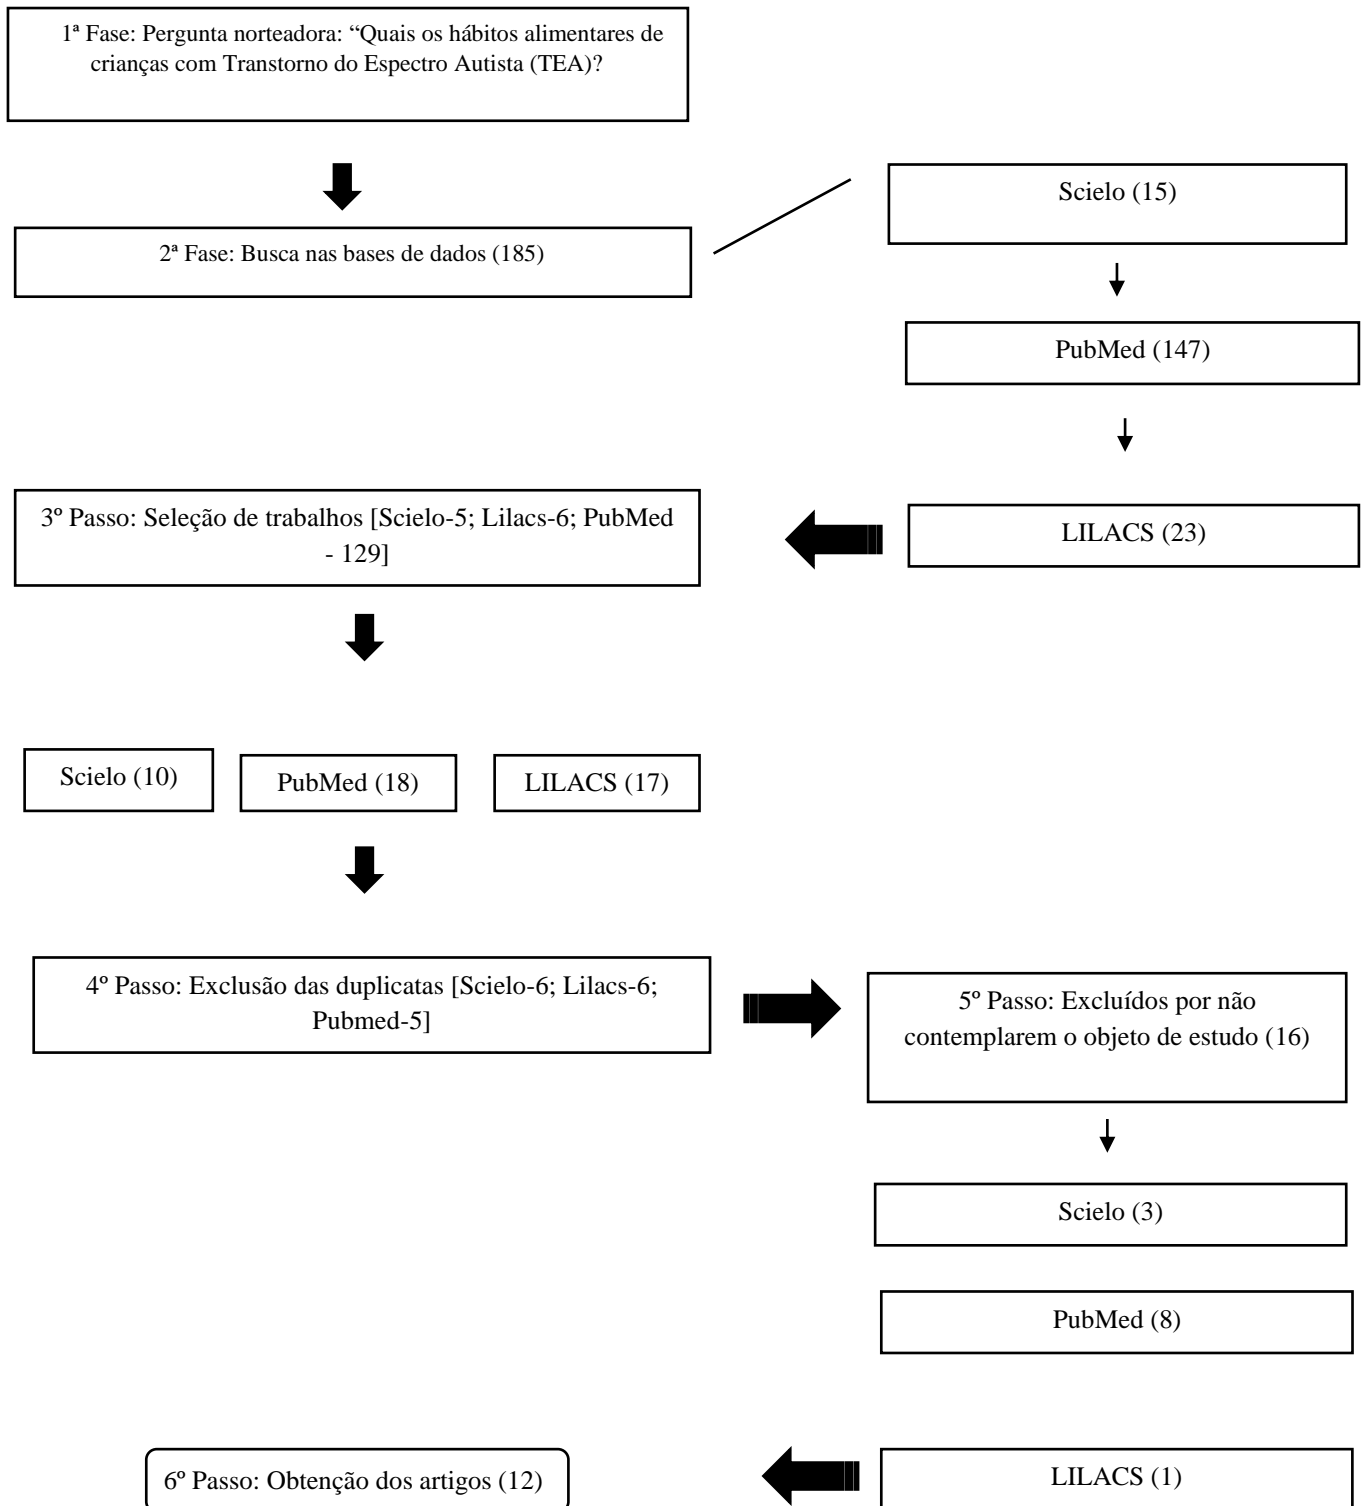 1ª Fase: Pergunta norteadora: “Quais os hábitos alimentares de
crianças com Transtorno do Espectro Autista (TEA)?
2ª Fase: Busca nas bases de dados (185)
Scielo (15)
PubMed (147)
LILACS (23)
3º Passo: Seleção de trabalhos [Scielo-5; Lilacs-6; PubMed
- 129]
Scielo (10)
PubMed (18)
LILACS (17)
4º Passo: Exclusão das duplicatas [Scielo-6; Lilacs-6;
Pubmed-5]
5º Passo: Excluídos por não
contemplarem o objeto de estudo (16)
Scielo (3)
PubMed (8)
LILACS (1)
6º Passo: Obtenção dos artigos (12)